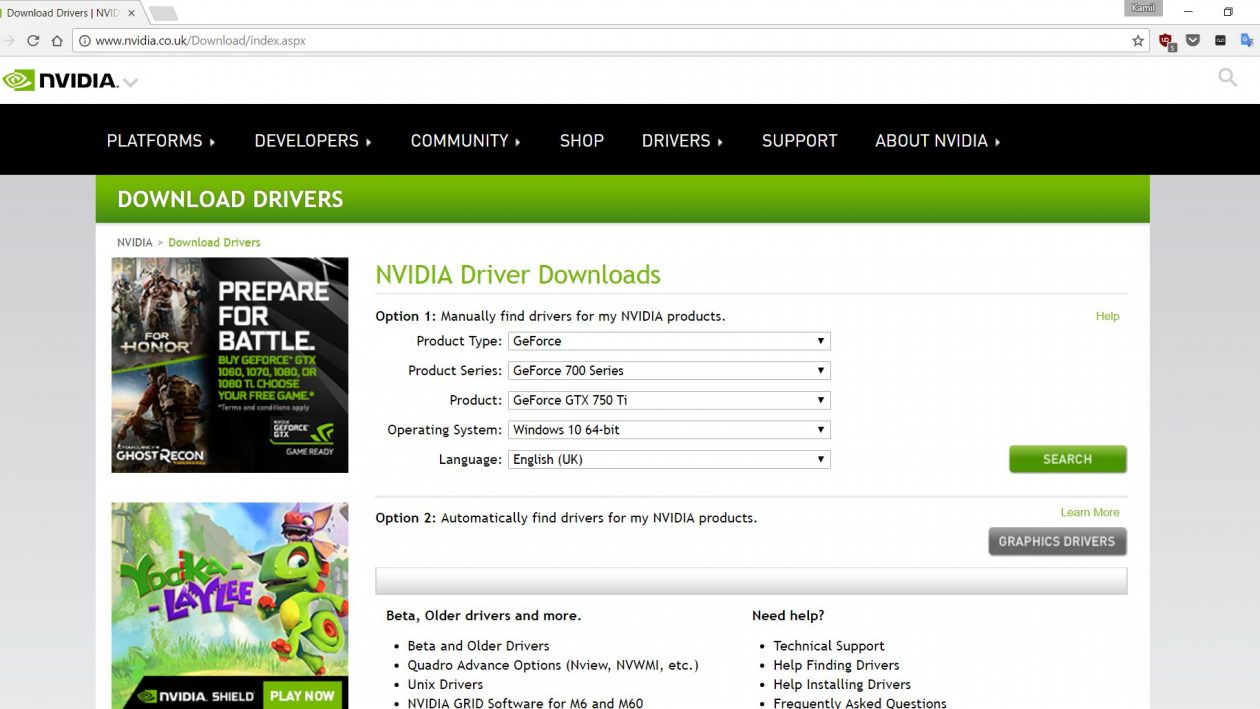 Download Drivers | NVID
Kamil
www.nvidia.co.uk/Download/index.aspx
5
NVIDIA.
PLATFORMS
DEVELOPERS
COMMUNITY
SHOP
DRIVERS
SUPPORT
ABOUT NVIDIA
DOWNLOAD DRIVERS
NVIDIA > Download Drivers
PREPARE
FOR
BATTLE.
BUY GEFORCE® GTX
1060, 1070, 1080, OR
1080 TI. CHOOSE
YOUR FREE GAME.*
*Terms and conditions apply
FOR
HONOR
NVIDIA
GEFORCE
GTX
GAME READY
GHOST RECON
NVIDIA Driver Downloads
Option 1: Manually find drivers for my NVIDIA products.
Help
Product Type: GeForce
Product Series: GeForce 700 Series
Product: GeForce GTX 750 Ti
Operating System: Windows 10 64-bit
Language: English (UK)
SEARCH
YOOKA
-LAYLEE
NVIDIA. SHIELD
PLAY NOW
Option 2: Automatically find drivers for my NVIDIA products.
Learn More
GRAPHICS DRIVERS
Beta, Older drivers and more.
• Beta and Older Drivers
• Quadro Advance Options (Nview, NVWMI, etc.)
• Unix Drivers
• NVIDIA GRID Software for M6 and M60
Need help?
• Technical Support
• Help Finding Drivers
• Help Installing Drivers
• Frequently Asked Questions